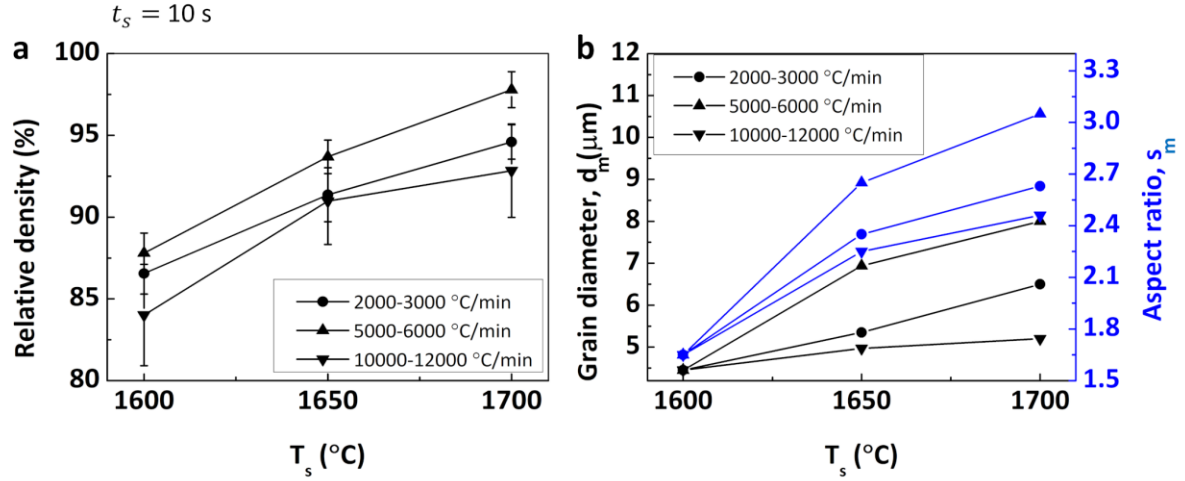 t_s = 10 s
a
Relative density (%)
100
95
90
85
80
1600
1650
1700
T_s (°C)
2000-3000 °C/min
5000-6000 °C/min
10000-12000 °C/min
b
Grain diameter, d_m(μm)
12
11
10
9
8
7
6
5
1600
1650
1700
T_s (°C)
2000-3000 °C/min
5000-6000 °C/min
10000-12000 °C/min
3.3
3.0
2.7
2.4
2.1
1.8
1.5
Aspect ratio, s_m